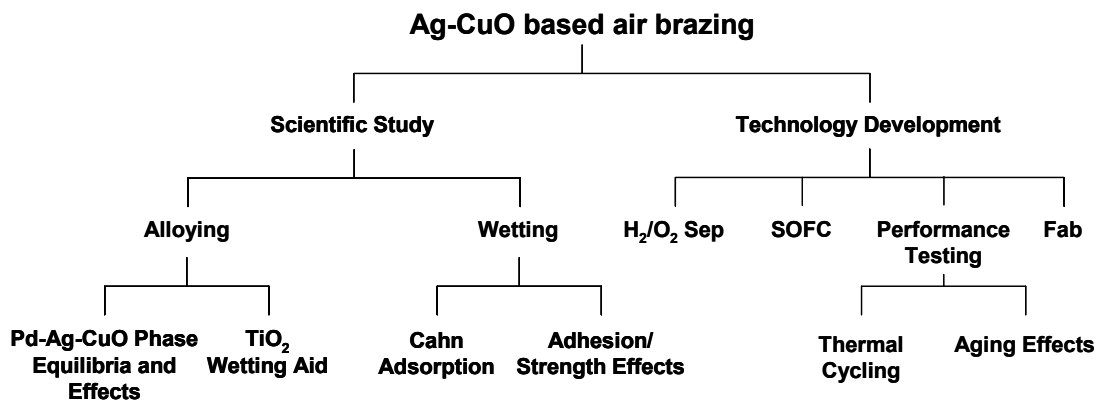 Ag-CuO based air brazing
Scientific Study
Technology Development
Alloying
Wetting
H₂/O₂ Sep
SOFC
Performance
Testing
Fab
Pd-Ag-CuO Phase
Equilibria and
Effects
TiO₂
Wetting Aid
Cahn
Adsorption
Adhesion/
Strength Effects
Thermal
Cycling
Aging Effects